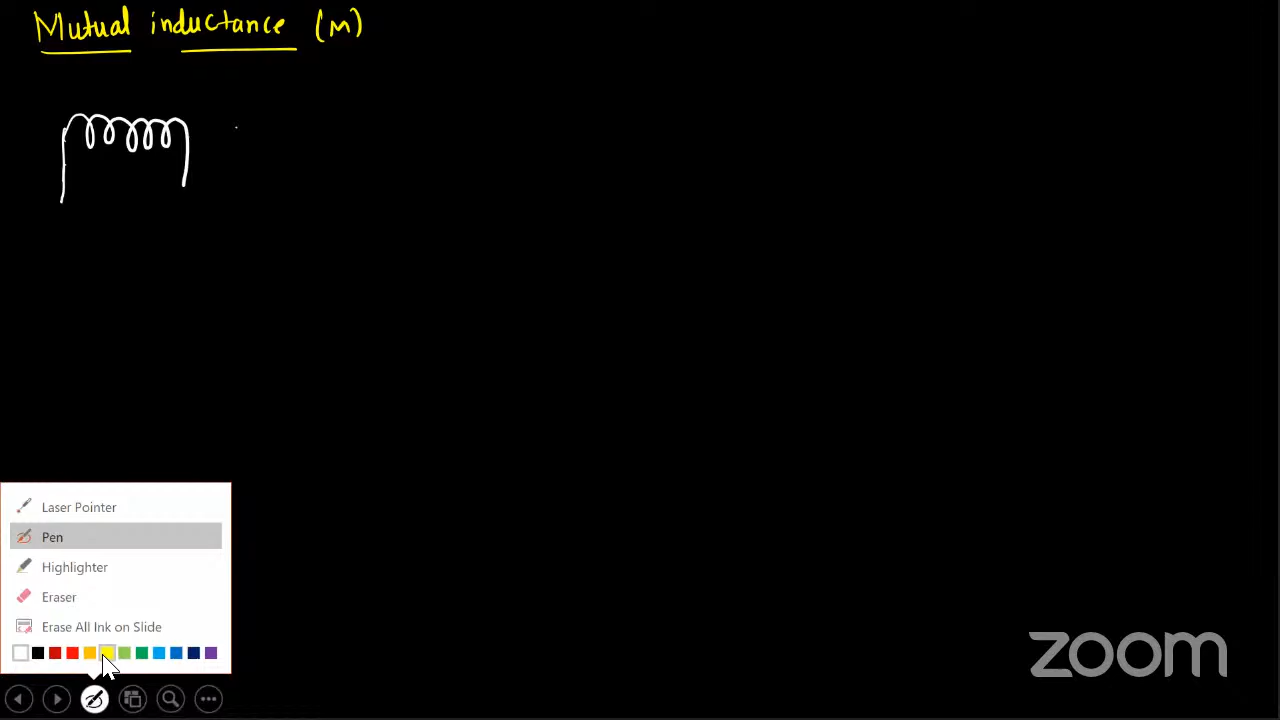 Mutual inductance (M)
Laser Pointer
Pen
Highlighter
Eraser
Erase All Ink on Slide
zoom